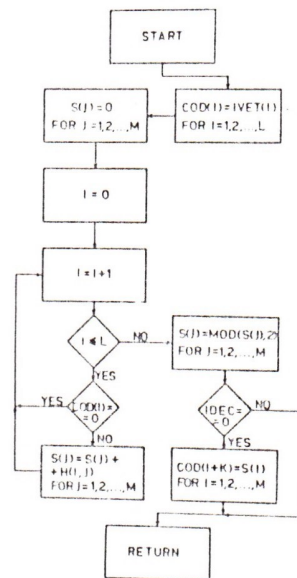 START
COD(I)=IVET(I)
FOR I=1,2,...,L
S(J)=0
FOR J=1,2,...,M
I=0
I=I+1
I≤L
NO
YES
S(J)=MOD(S(J),2)
FOR J=1,2,...,M
COD(I)=
=0
YES
NO
IDEC=
=0
YES
NO
S(J)=S(J)+
+H(I,J)
FOR J=1,2,...,M
COD(I+K)=S(I)
FOR I=1,2,...,M
RETURN